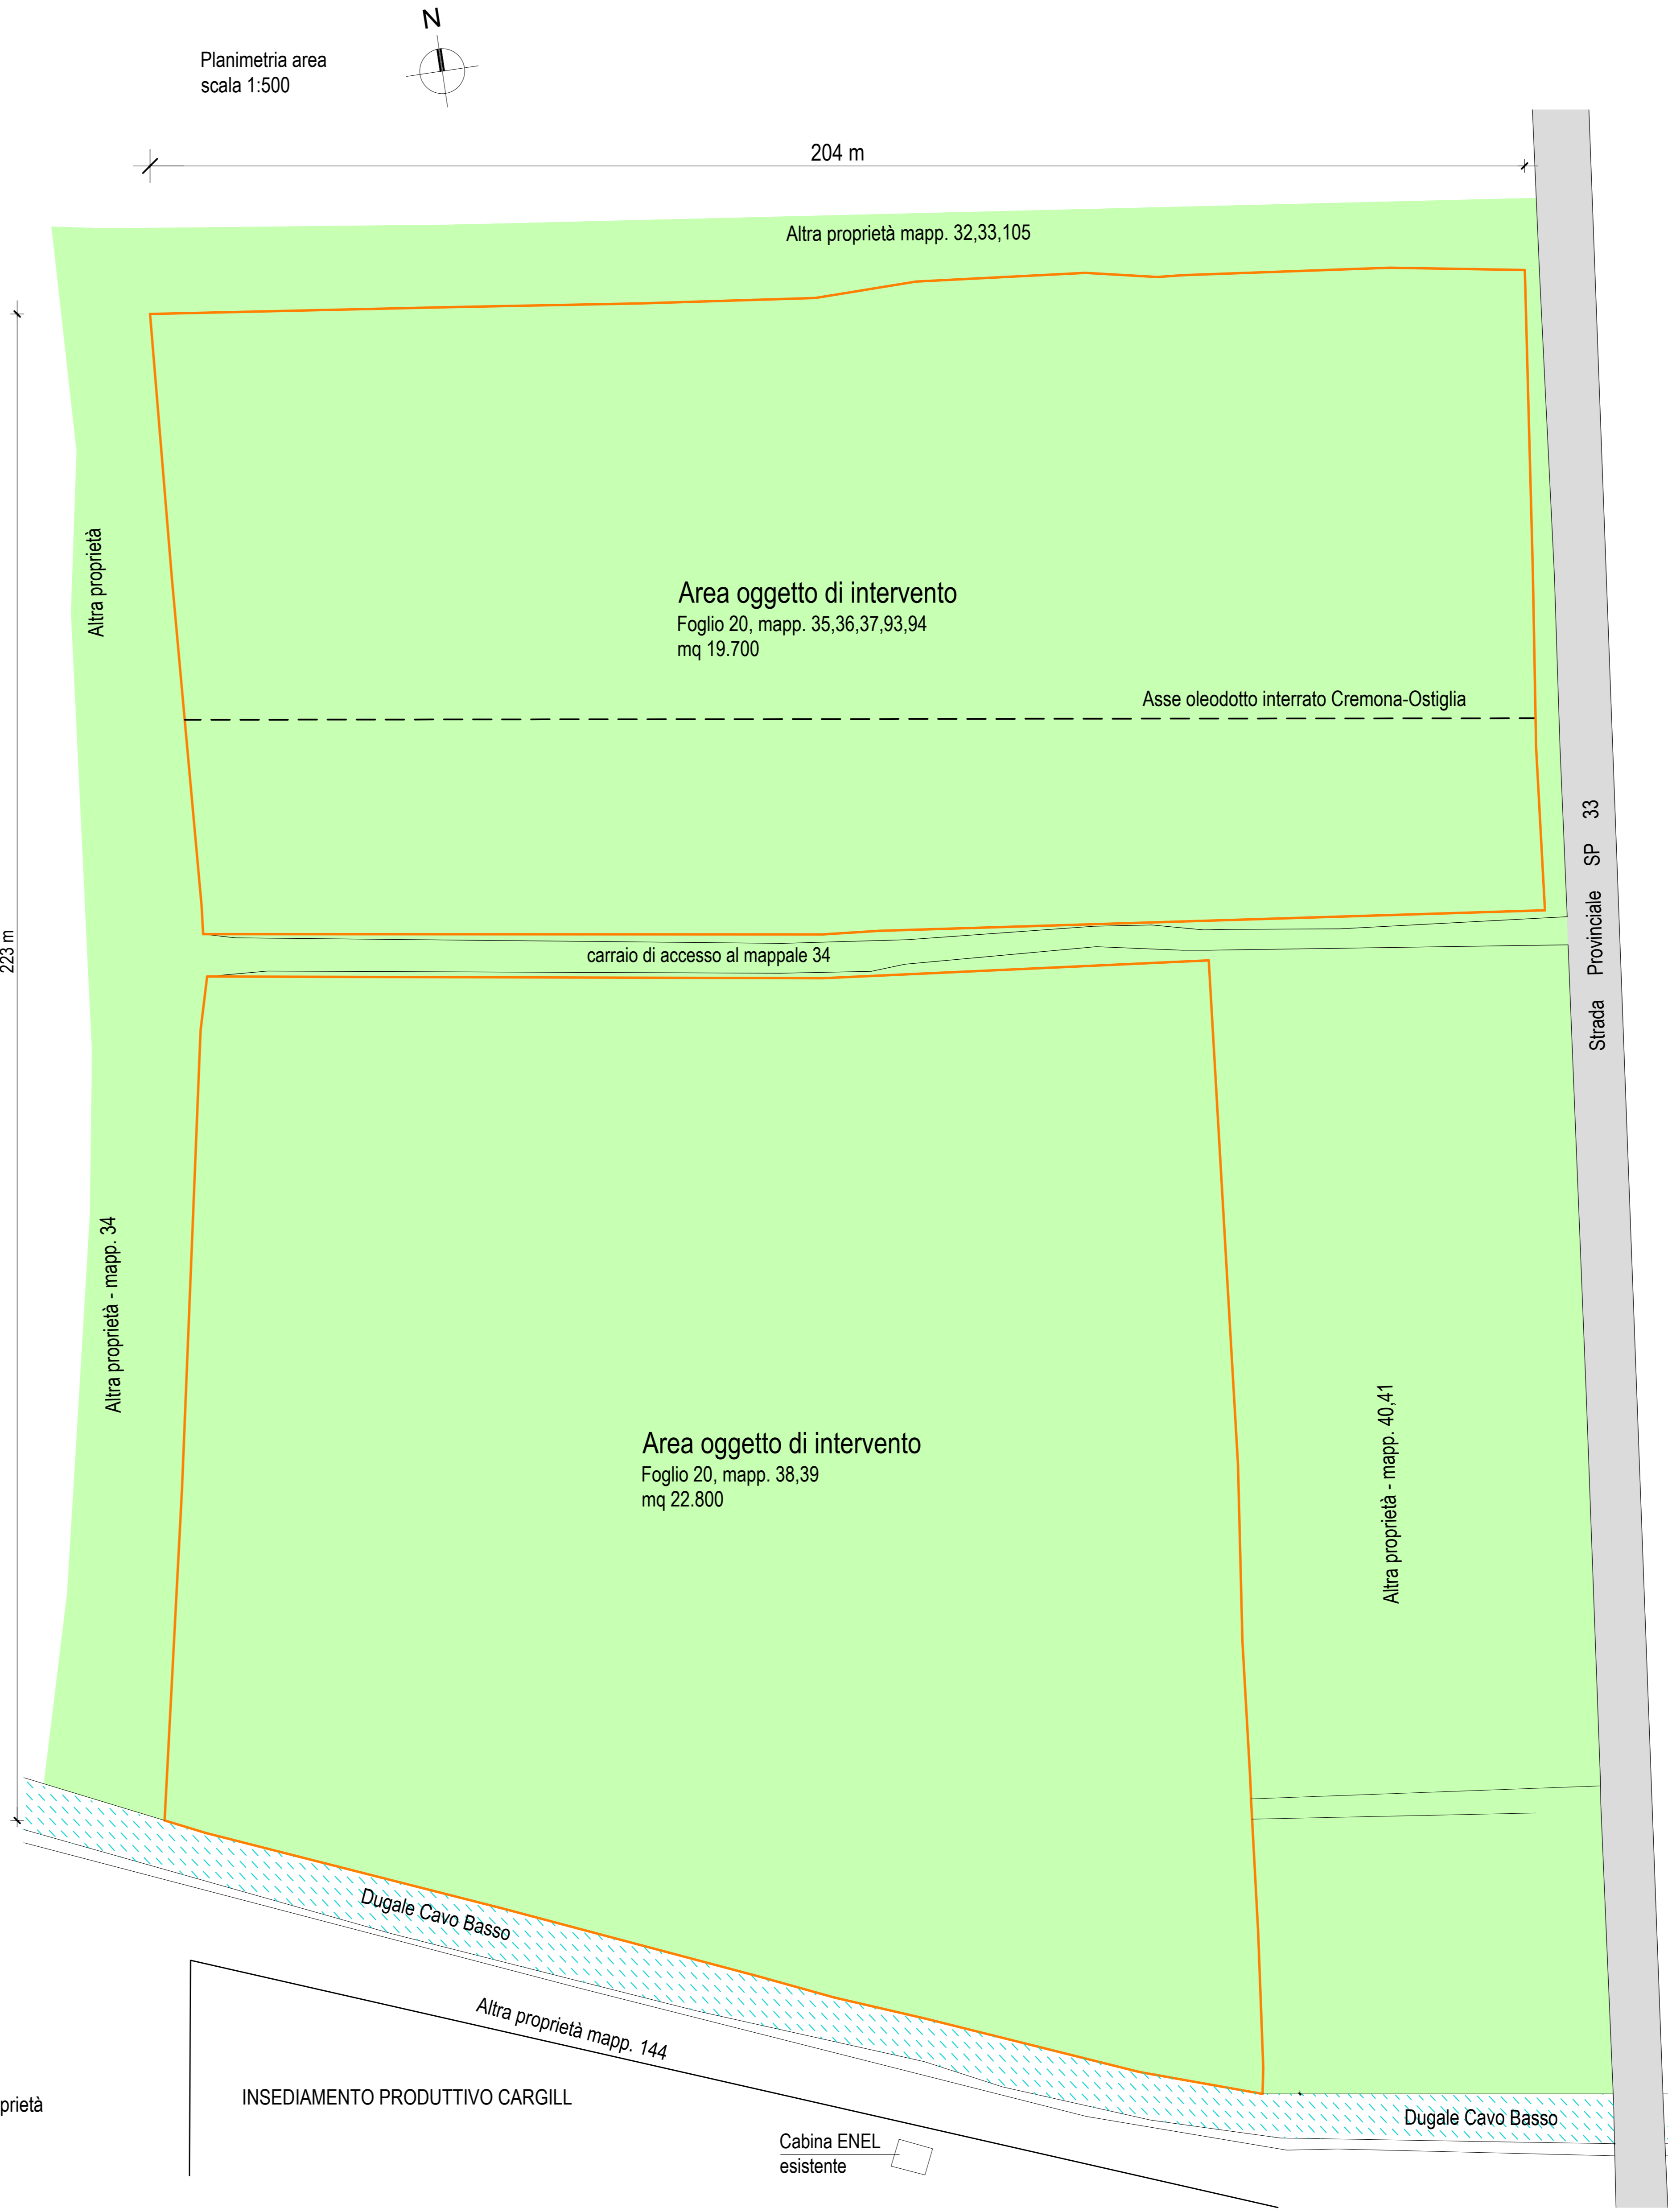 N
Planimetria area
scala 1:500
204 m
Altra proprietà mapp. 32,33,105
Altra proprietà
Area oggetto di intervento
Foglio 20, mapp. 35,36,37,93,94
mq 19.700
Asse oleodotto interrato Cremona-Ostiglia
Strada Provinciale SP 33
223 m
carraio di accesso al mappale 34
Altra proprietà - mapp. 34
Area oggetto di intervento
Foglio 20, mapp. 38,39
mq 22.800
Altra proprietà - mapp. 40,41
Dugale Cavo Basso
Altra proprietà mapp. 144
INSEDIAMENTO PRODUTTIVO CARGILL
prietà
Dugale Cavo Basso
Cabina ENEL
esistente